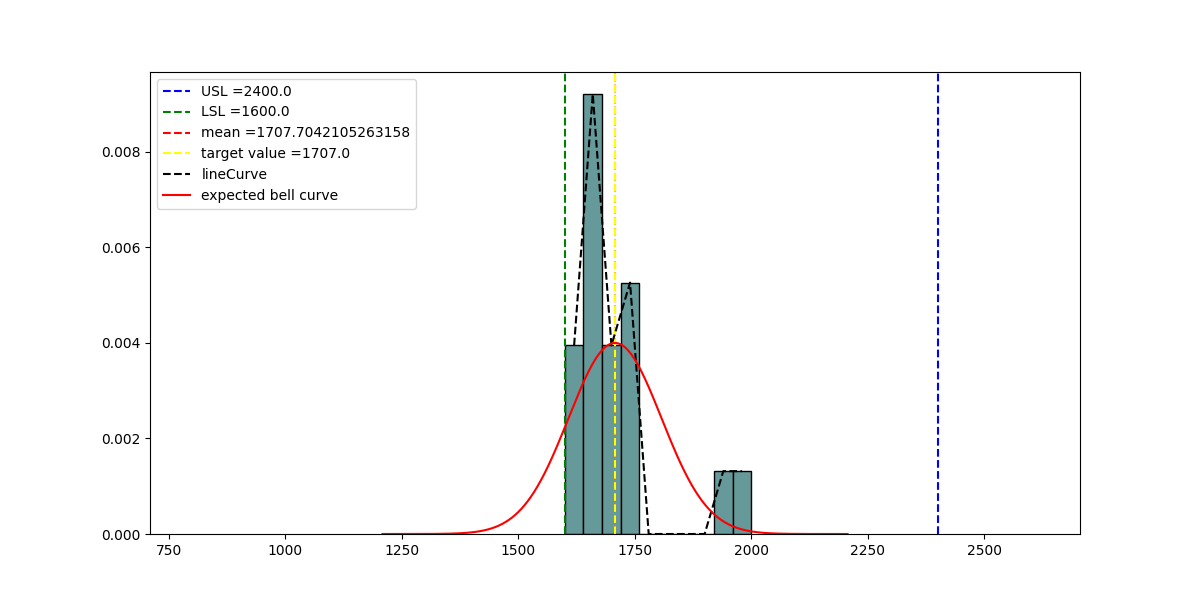 USL =2400.0
LSL =1600.0
mean =1707.7042105263158
target value =1707.0
lineCurve
expected bell curve
0.008
0.006
0.004
0.002
0.000
750 1000 1250 1500 1750 2000 2250 2500